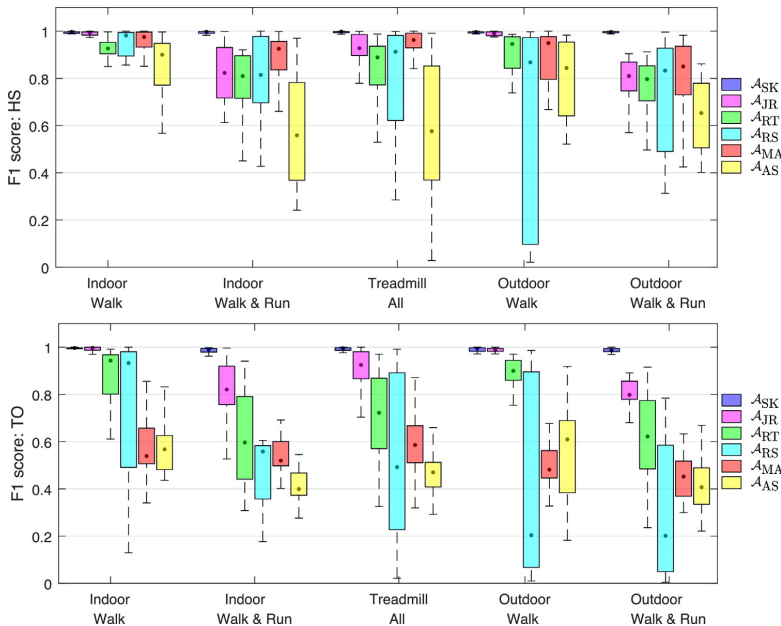 F1 score: HS
1
0.8
0.6
0.4
0.2
0
Indoor
Walk
Indoor
Walk & Run
Treadmill
All
Outdoor
Walk
Outdoor
Walk & Run
𝒜SK
𝒜JR
𝒜RT
𝒜RS
𝒜MA
𝒜AS
F1 score: TO
1
0.8
0.6
0.4
0.2
0
Indoor
Walk
Indoor
Walk & Run
Treadmill
All
Outdoor
Walk
Outdoor
Walk & Run
𝒜SK
𝒜JR
𝒜RT
𝒜RS
𝒜MA
𝒜AS